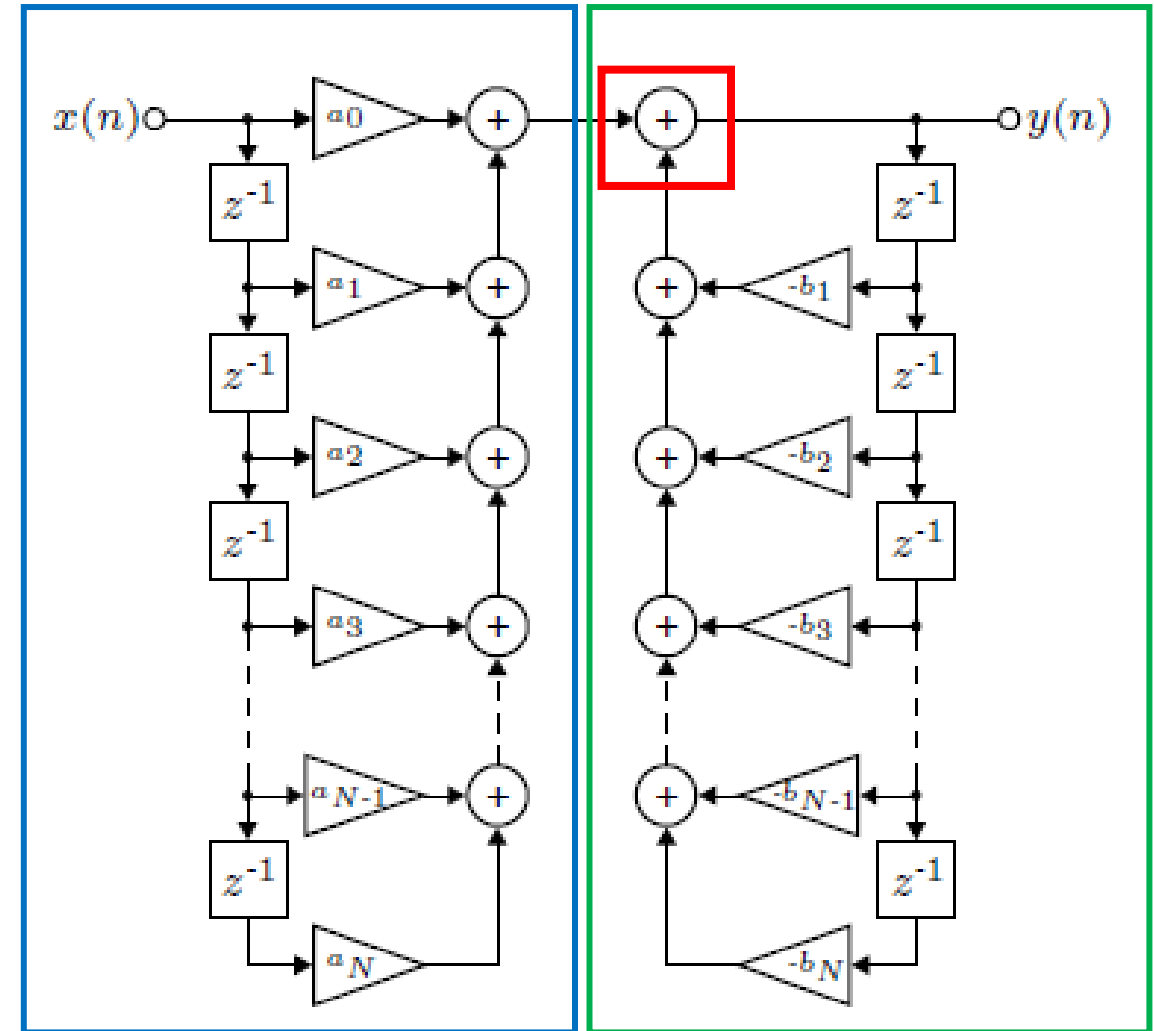 x(n) a0 + + y(n)
z-1 z-1
a1 + + -b1
z-1 z-1
a2 + + -b2
z-1 z-1
a3 + + -b3
aN-1 + + -bN-1
z-1 z-1
aN -bN